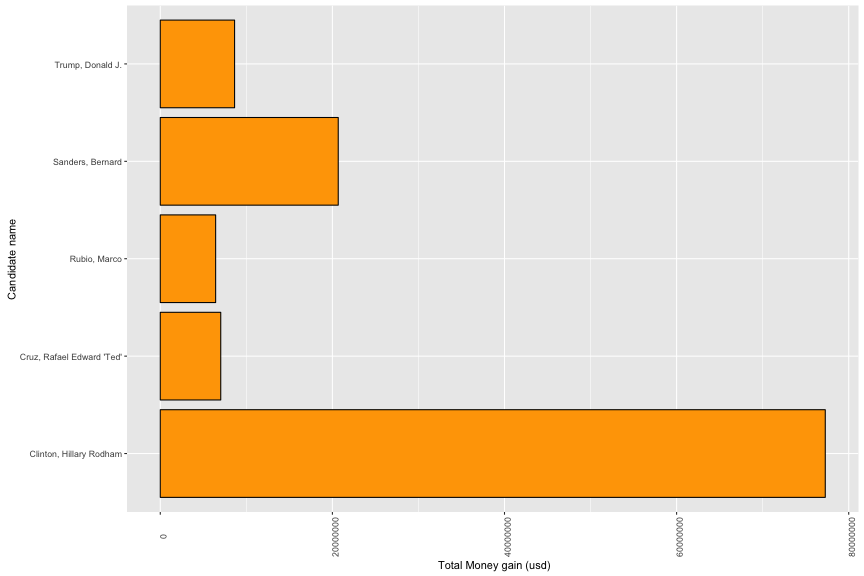 Candidate name
Trump, Donald J.
Sanders, Bernard
Rubio, Marco
Cruz, Rafael Edward 'Ted'
Clinton, Hillary Rodham
0
20000000
40000000
60000000
80000000
Total Money gain (usd)